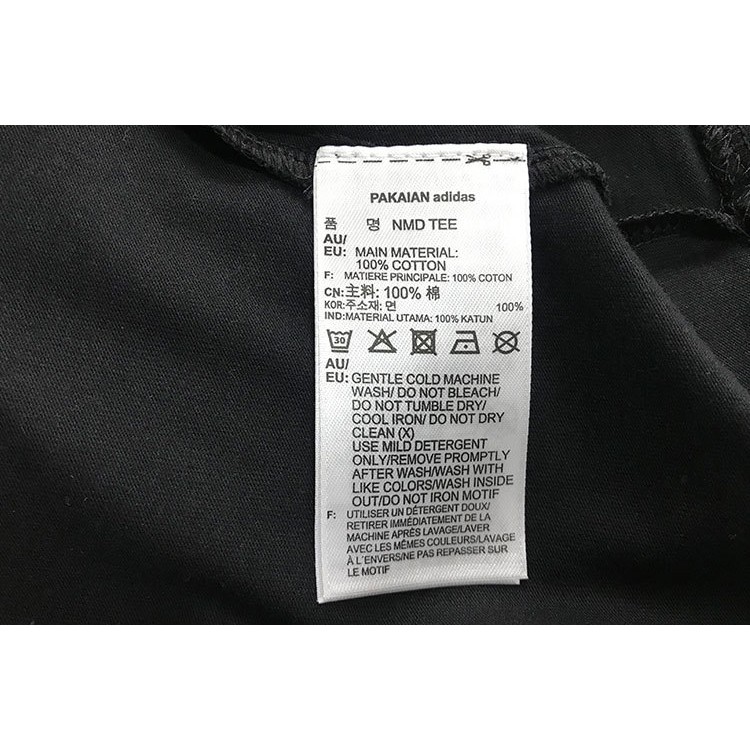 PAKAIAN adidas
품 명 NMD TEE
AU/
EU: MAIN MATERIAL:
100% COTTON
F: MATIERE PRINCIPALE: 100% COTON
CN:主料: 100% 棉
KOR:주소재: 면 100%
IND:MATERIAL UTAMA: 100% KATUN
30
AU/
EU: GENTLE COLD MACHINE
WASH/ DO NOT BLEACH/
DO NOT TUMBLE DRY/
COOL IRON/ DO NOT DRY
CLEAN (X)
USE MILD DETERGENT
ONLY/REMOVE PROMPTLY
AFTER WASH/WASH WITH
LIKE COLORS/WASH INSIDE
OUT/DO NOT IRON MOTIF
F: UTILISER UN DÉTERGENT DOUX/
RETIRER IMMÉDIATEMENT DE LA
MACHINE APRÈS LAVAGE/LAVER
AVEC LES MÊMES COULEURS/LAVAGE
À L'ENVERS/NE PAS REPASSER SUR
LE MOTIF